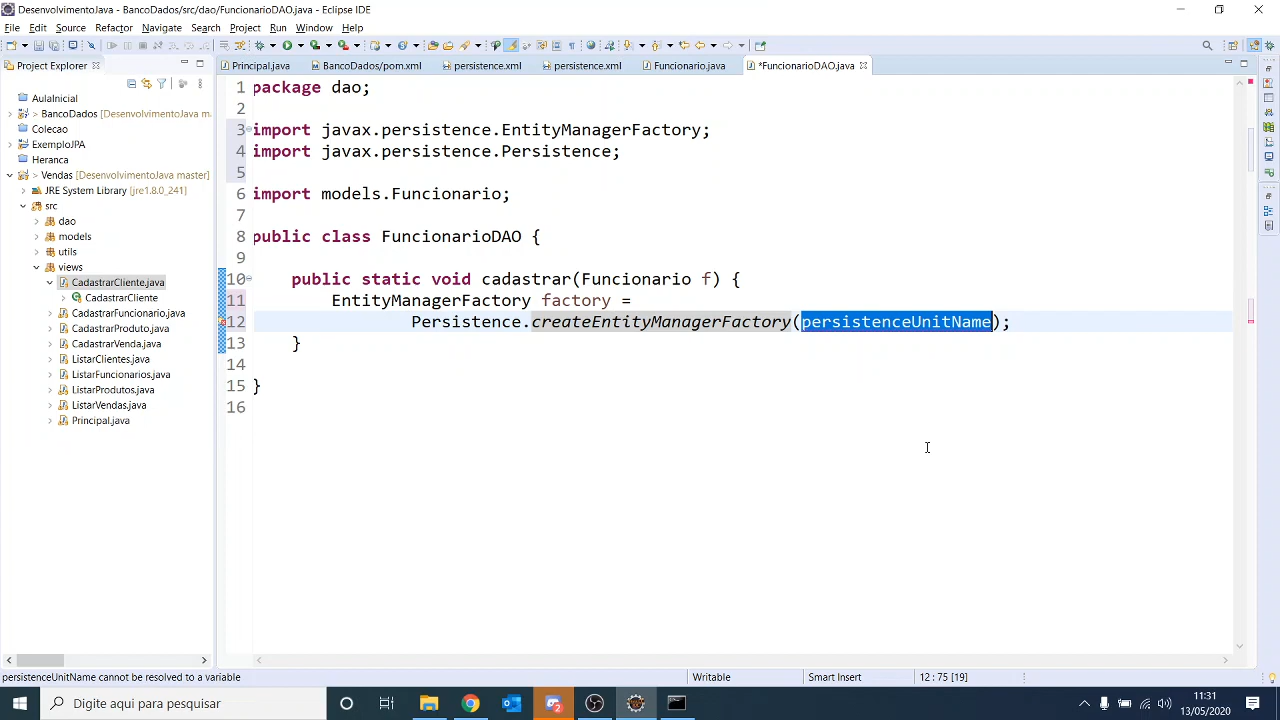 DesenvolvimentoJava - BancoDados/src/dao/FuncionarioDAO.java - Eclipse IDE
File Edit Source Refactor Navigate Search Project Run Window Help
Project Explorer
Principal.java
BancoDados/pom.xml
persistence.xml
persistence.xml
Funcionario.java
*FuncionarioDAO.java
AulaInicial
> BancoDados [DesenvolvimentoJava m
Colecao
ExemploJPA
Heranca
> Vendas [DesenvolvimentoJava master]
JRE System Library [jre1.8.0_241]
src
dao
models
utils
views
CadastrarCliente.java
CadastrarCliente
CadastrarFuncionario.java
CadastrarProduto.java
CadastrarVenda.java
ListarClientes.java
ListarFuncionarios.java
ListarProdutos.java
ListarVendas.java
Principal.java
1 package dao;
2
3 import javax.persistence.EntityManagerFactory;
4 import javax.persistence.Persistence;
5
6 import models.Funcionario;
7
8 public class FuncionarioDAO {
9
10 public static void cadastrar(Funcionario f) {
11 EntityManagerFactory factory =
12 Persistence.createEntityManagerFactory(persistenceUnitName);
13 }
14
15 }
16
persistenceUnitName cannot be resolved to a variable
Writable
Smart Insert
12 : 75 [19]
Digite aqui para pesquisar
11:31
13/05/2020